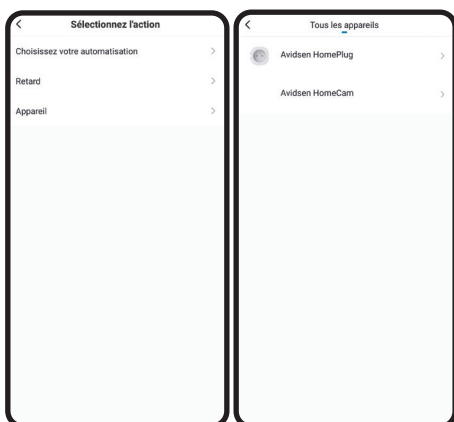 Sélectionnez l'action
Choisissez votre automatisation
Retard
Appareil
Tous les appareils
Avidsen HomePlug
Avidsen HomeCam